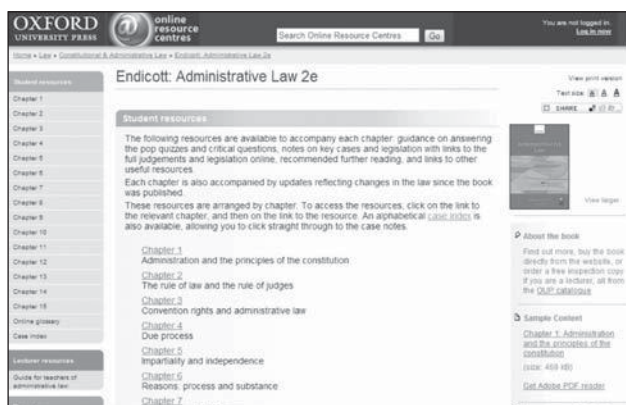 OXFORD
UNIVERSITY PRESS
@
online
resource
centres
Search Online Resource Centres
Go
You are not logged in.
Log in now
Home » Law » Constitutional & Administrative Law » Endicott: Administrative Law 2e
Student resources
Chapter 1
Chapter 2
Chapter 3
Chapter 4
Chapter 5
Chapter 6
Chapter 7
Chapter 8
Chapter 9
Chapter 10
Chapter 11
Chapter 12
Chapter 13
Chapter 14
Chapter 15
Online glossary
Case index
Lecturer resources
Guide for teachers of
administrative law
Endicott: Administrative Law 2e
Student resources
The following resources are available to accompany each chapter: guidance on answering
the pop quizzes and critical questions, notes on key cases and legislation with links to the
full judgements and legislation online, recommended further reading, and links to other
useful resources.
Each chapter is also accompanied by updates reflecting changes in the law since the book
was published.
These resources are arranged by chapter. To access the resources, click on the link to
the relevant chapter, and then on the link to the resource. An alphabetical case index is
also available, allowing you to click straight through to the case notes.
Chapter 1
Administration and the principles of the constitution
Chapter 2
The rule of law and the rule of judges
Chapter 3
Convention rights and administrative law
Chapter 4
Due process
Chapter 5
Impartiality and independence
Chapter 6
Reasons: process and substance
Chapter 7
View print version
Text size: A A A
SHARE
View larger
About the book
Find out more, buy the book
directly from the website, or
order a free inspection copy
if you are a lecturer, all from
the OUP catalogue
Sample Content
Chapter 1: Administration
and the principles of the
constitution
Get Adobe PDF reader